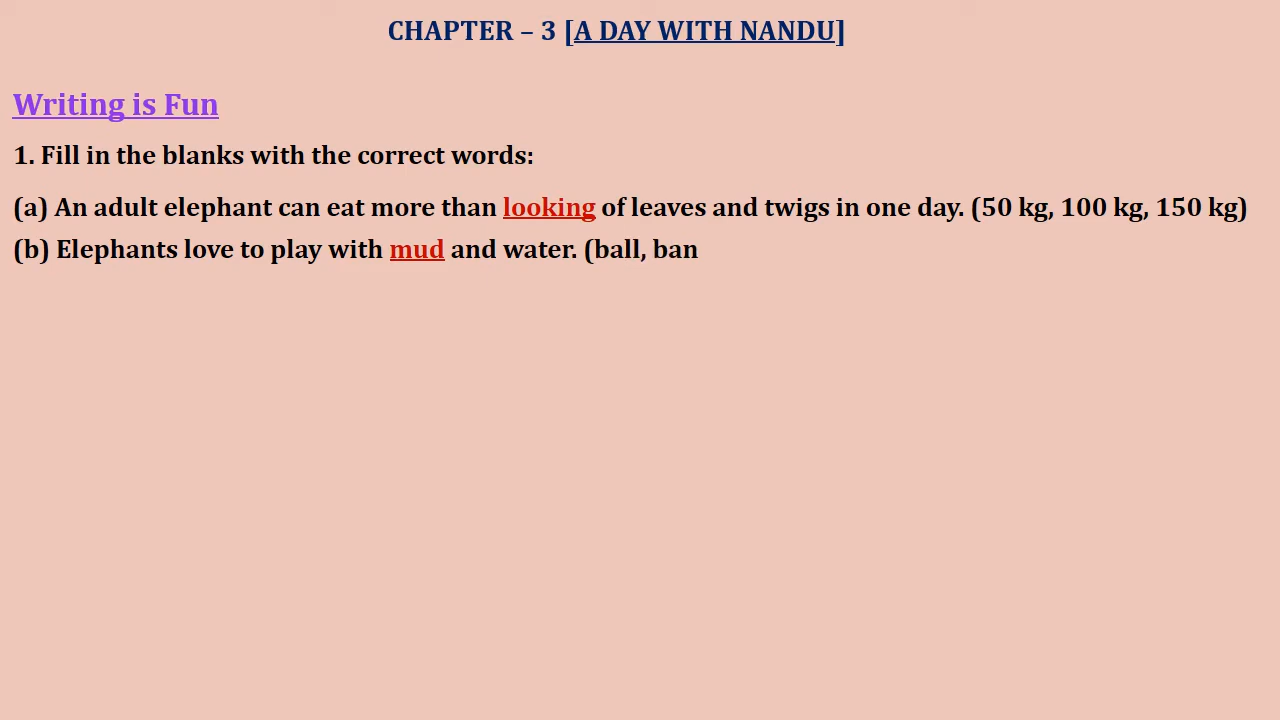 CHAPTER – 3 [A DAY WITH NANDU]
Writing is Fun
1. Fill in the blanks with the correct words:
(a) An adult elephant can eat more than looking of leaves and twigs in one day. (50 kg, 100 kg, 150 kg)
(b) Elephants love to play with mud and water. (ball, ban